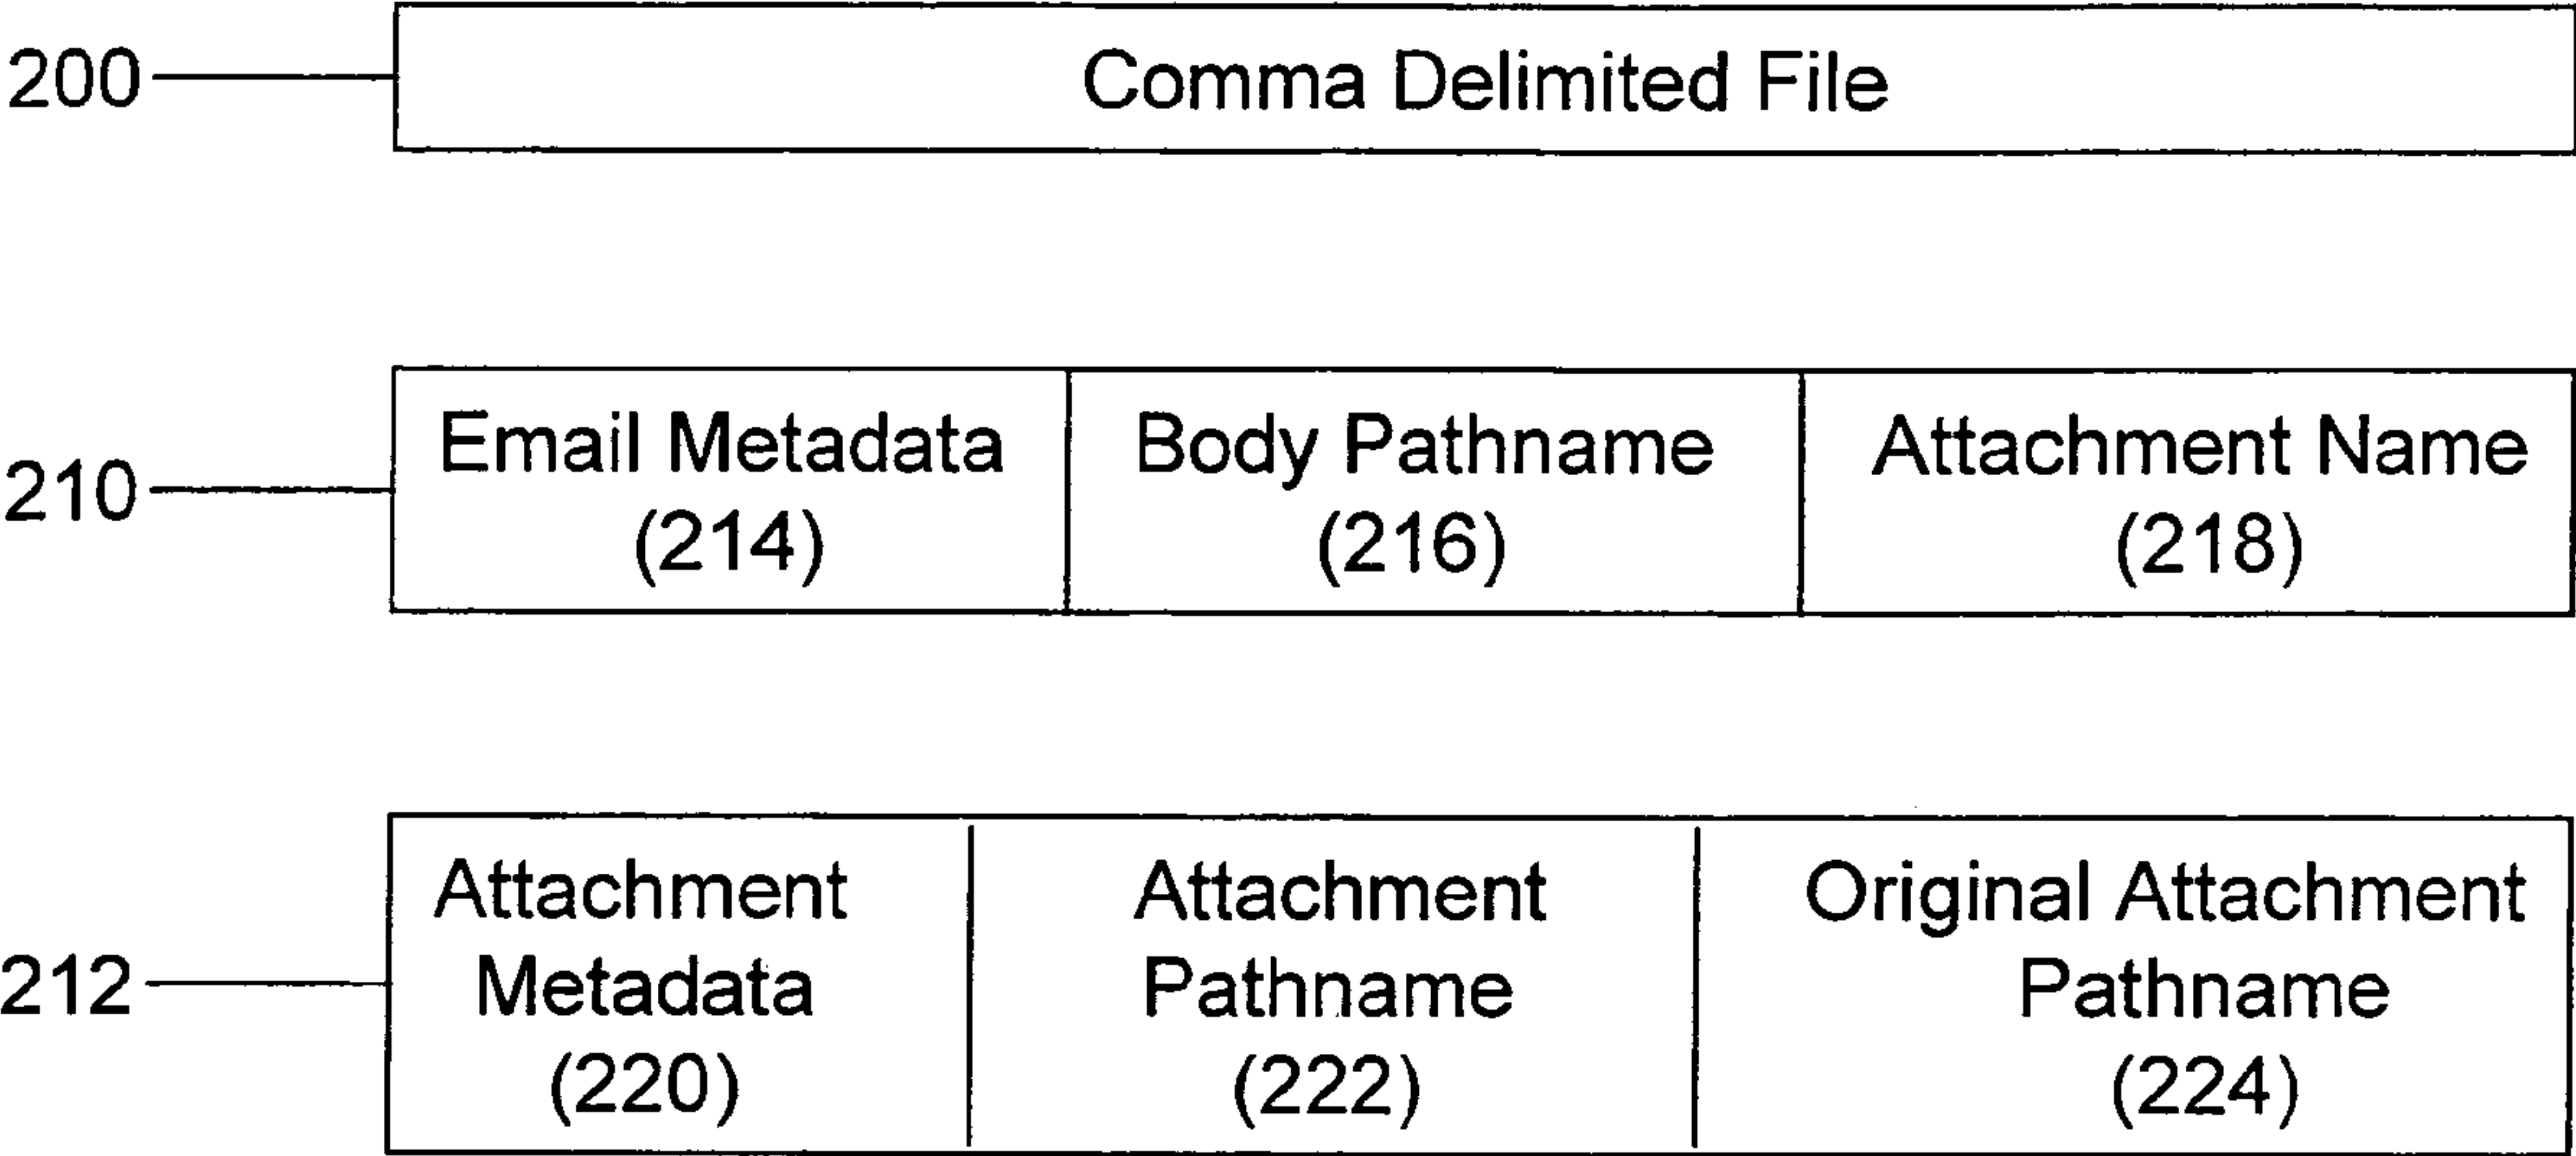 200 Comma Delimited File
Email Metadata Body Pathname Attachment Name
210
(214) (216) (218)
Attachment Attachment Original Attachment
212 Metadata Pathname Pathname
(220) (222) (224)